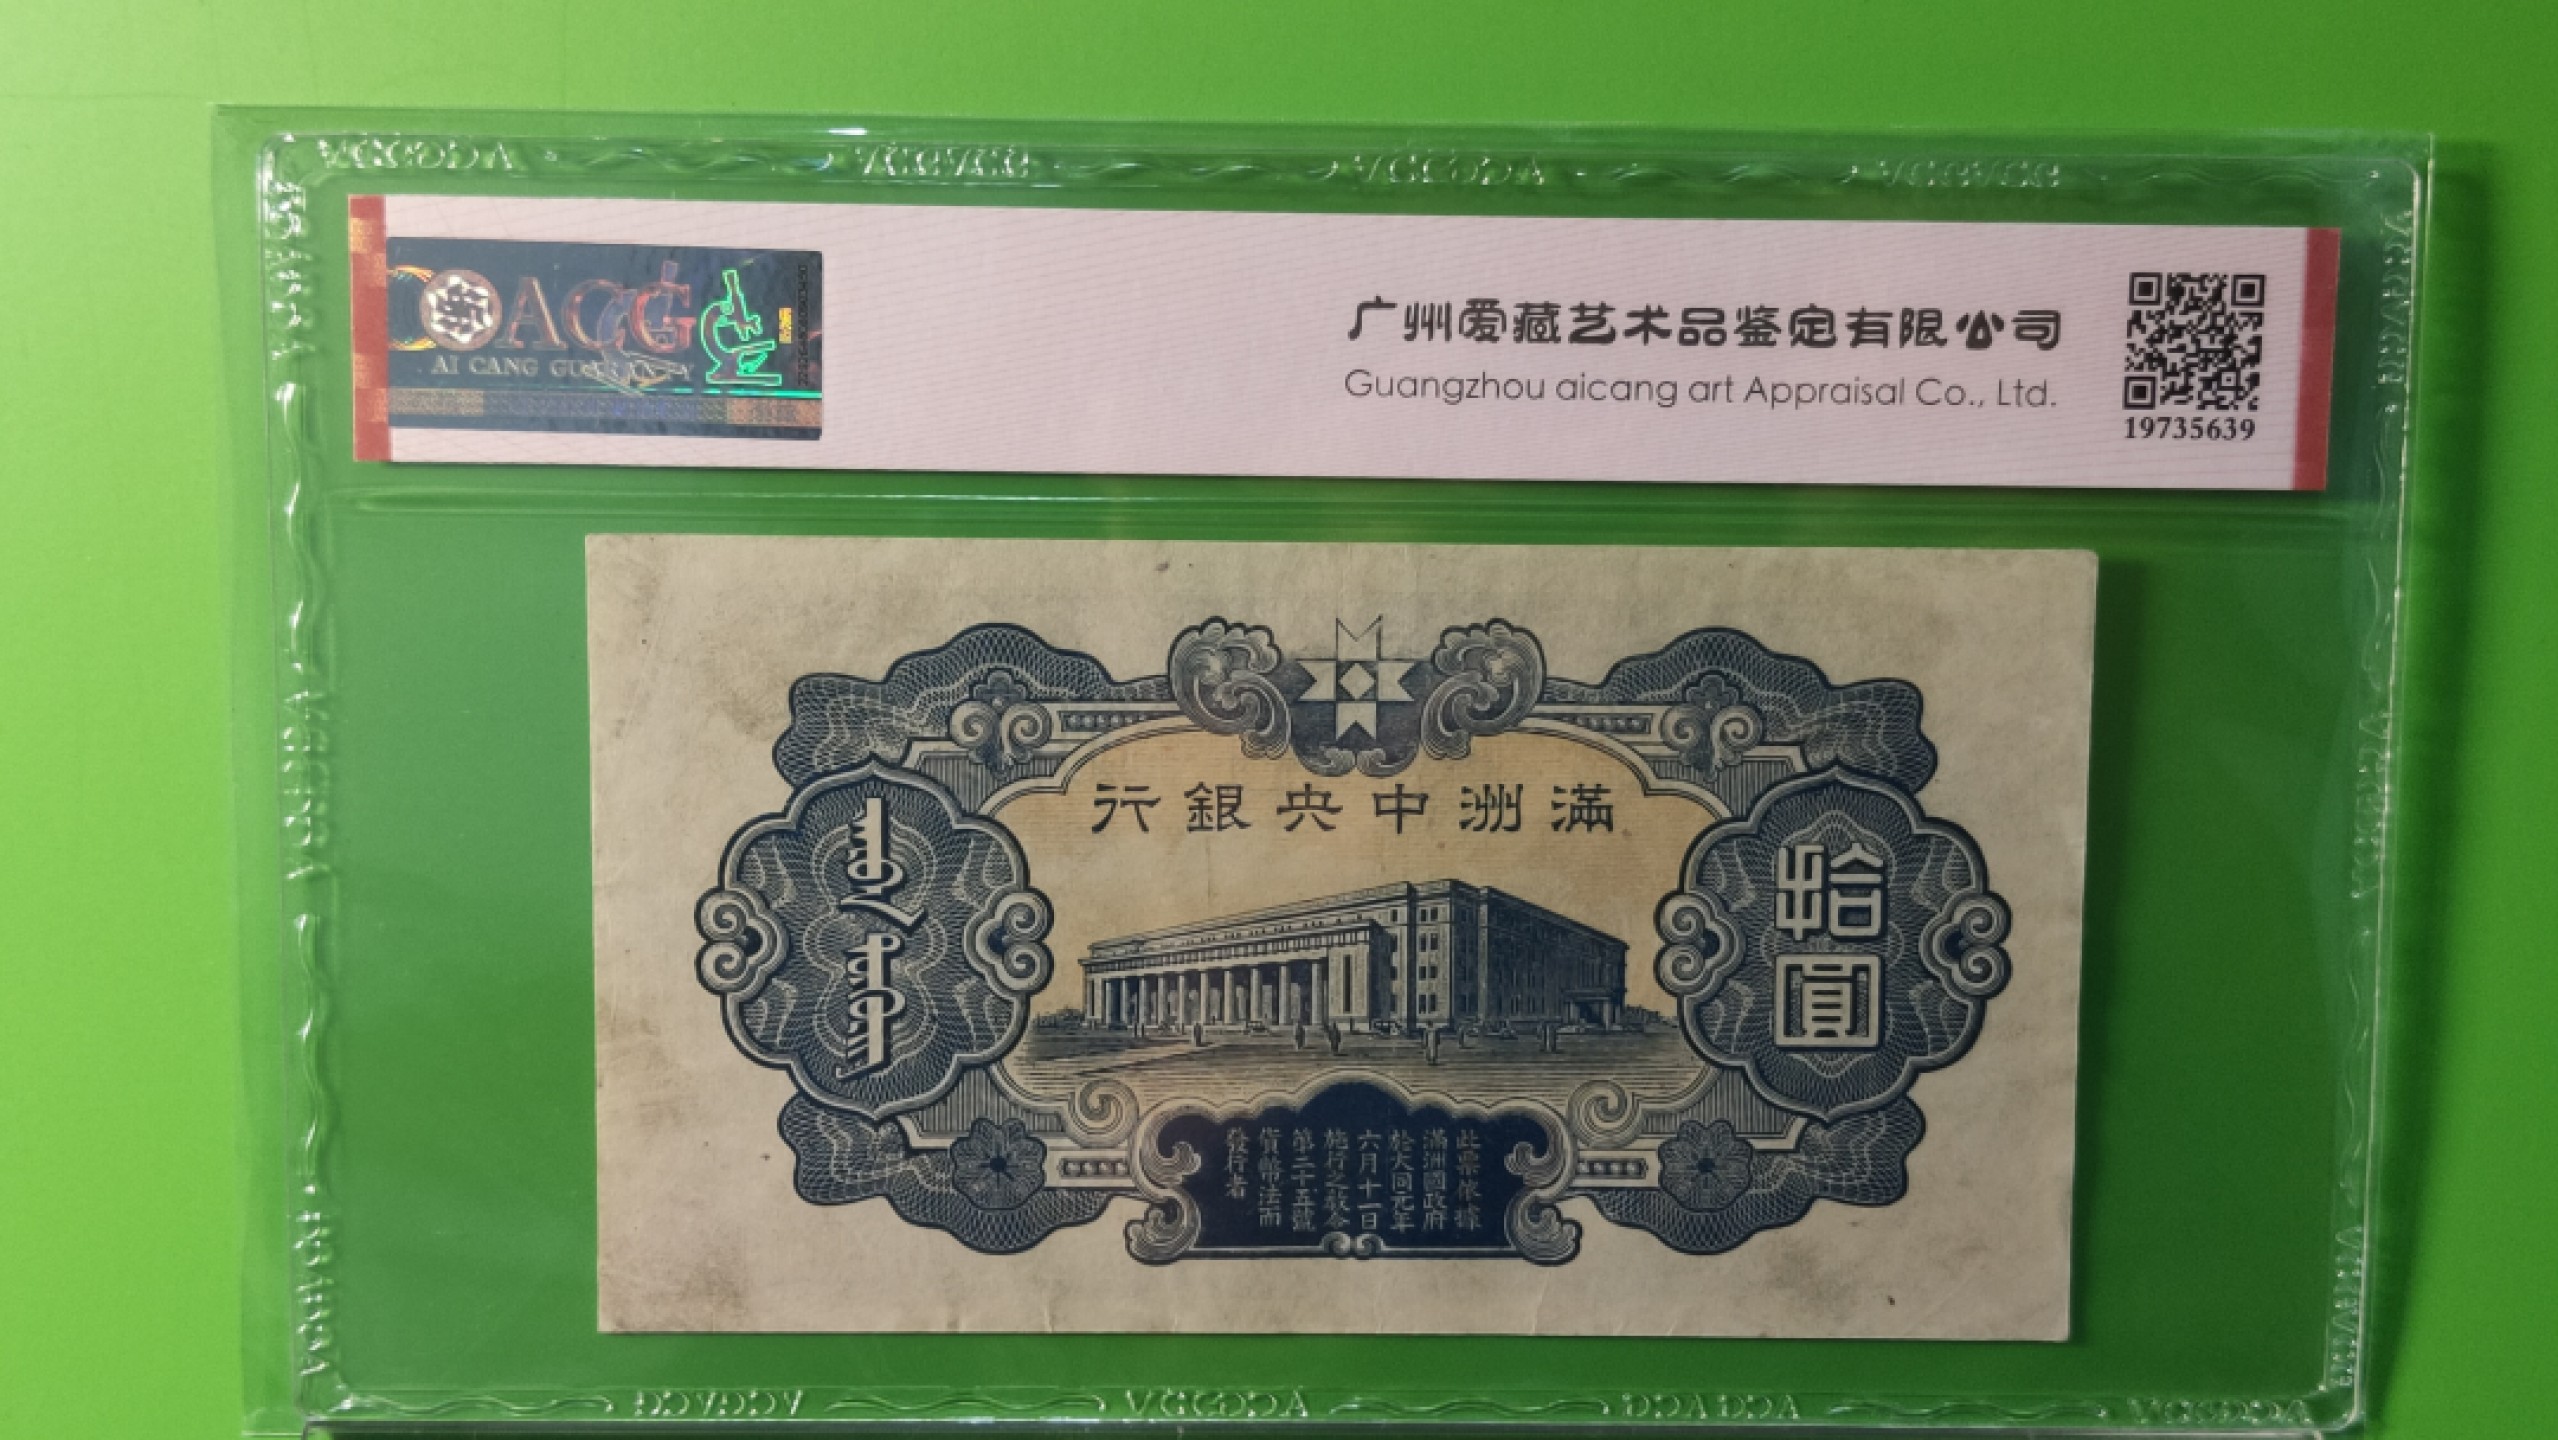 ACG
AI CANG GUARANTY
广州爱藏艺术品鉴定有限公司
Guangzhou aicang art Appraisal Co., Ltd.
19735639
滿洲中央銀行
拾圓
此票依據
滿洲國政府
於大同元年
六月十一日
施行之教令
第二十五號
貨幣法而
發行者